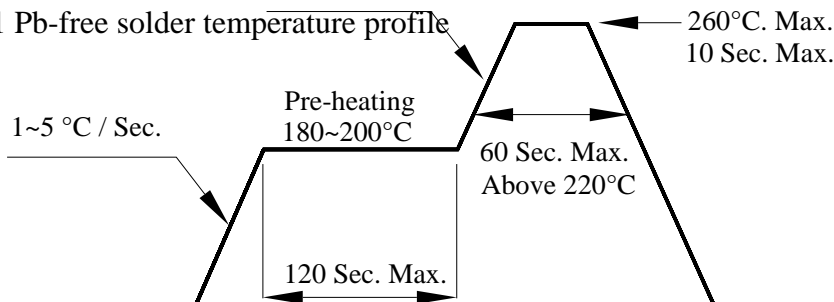 Pb-free solder temperature profile
260°C. Max.
10 Sec. Max.
Pre-heating
180~200°C
1~5 °C / Sec.
60 Sec. Max.
Above 220°C
120 Sec. Max.